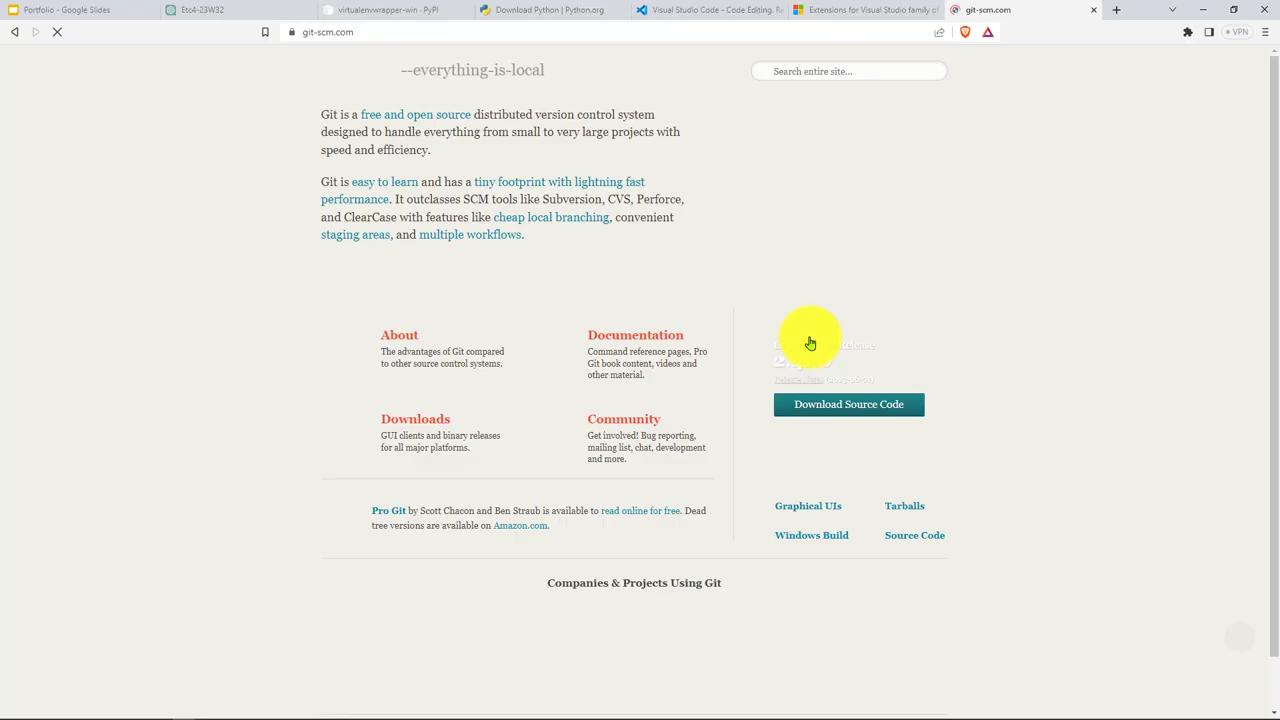 Portfolio - Google Slides
Etc4-23W32
virtualenvwrapper-win · PyPI
Download Python | Python.org
Visual Studio Code - Code Editing. R
Extensions for Visual Studio family of
git-scm.com
git-scm.com
VPN
--everything-is-local
Search entire site...
Git is a free and open source distributed version control system
designed to handle everything from small to very large projects with
speed and efficiency.
Git is easy to learn and has a tiny footprint with lightning fast
performance. It outclasses SCM tools like Subversion, CVS, Perforce,
and ClearCase with features like cheap local branching, convenient
staging areas, and multiple workflows.
About
The advantages of Git compared
to other source control systems.
Documentation
Command reference pages, Pro
Git book content, videos and
other material.
Downloads
GUI clients and binary releases
for all major platforms.
Community
Get involved! Bug reporting,
mailing list, chat, development
and more.
Release
Download Source Code
Pro Git by Scott Chacon and Ben Straub is available to read online for free. Dead
tree versions are available on Amazon.com.
Graphical UIs
Tarballs
Windows Build
Source Code
Companies & Projects Using Git